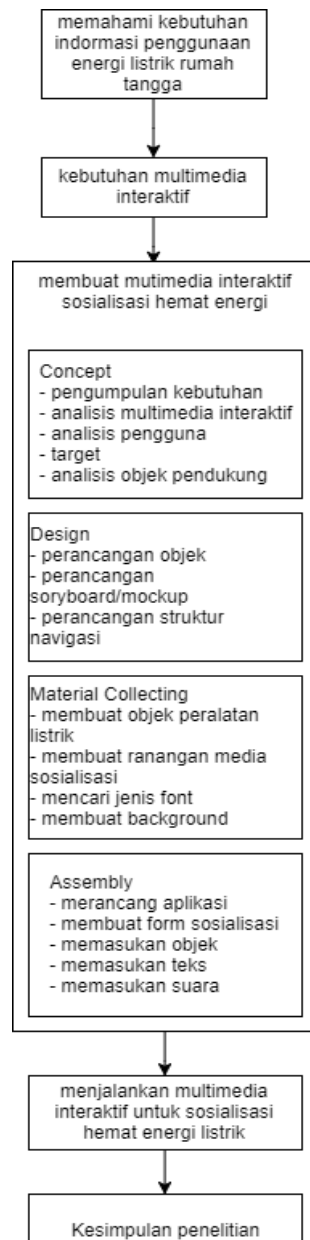 memahami kebutuhan
indormasi penggunaan
energi listrik rumah
tangga
kebutuhan multimedia
interaktif
membuat mutimedia interaktif
sosialisasi hemat energi
Concept
- pengumpulan kebutuhan
- analisis multimedia interaktif
- analisis pengguna
- target
- analisis objek pendukung
Design
- perancangan objek
- perancangan
soryboard/mockup
- perancangan struktur
navigasi
Material Collecting
- membuat objek peralatan
listrik
- membuat ranangan media
sosialisasi
- mencari jenis font
- membuat background
Assembly
- merancang aplikasi
- membuat form sosialisasi
- memasukan objek
- memasukan teks
- memasukan suara
menjalankan multimedia
interaktif untuk sosialisasi
hemat energi listrik
Kesimpulan penelitian